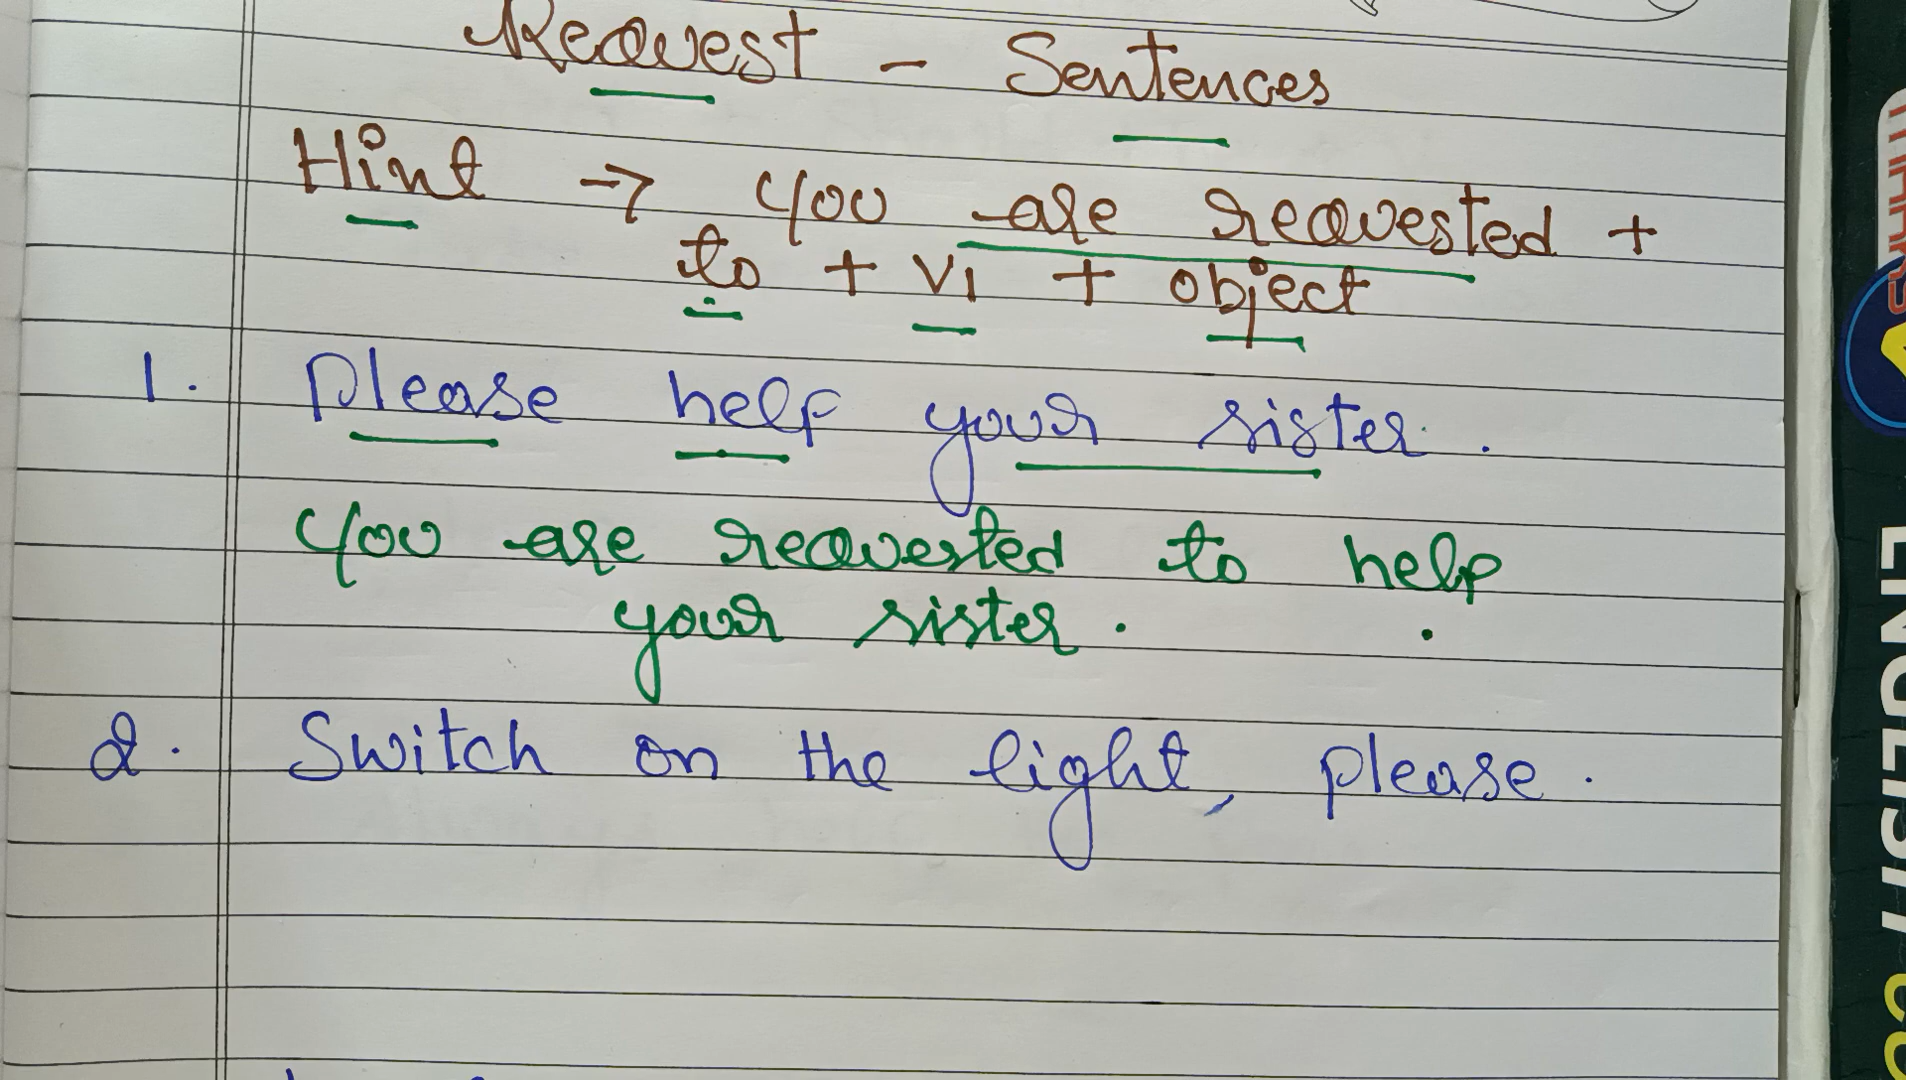 Request - Sentences
Hint → You are requested +
to + V1 + object
1. Please help your sister.
You are requested to help
your sister.
2. Switch on the light, please.
ENGLISH